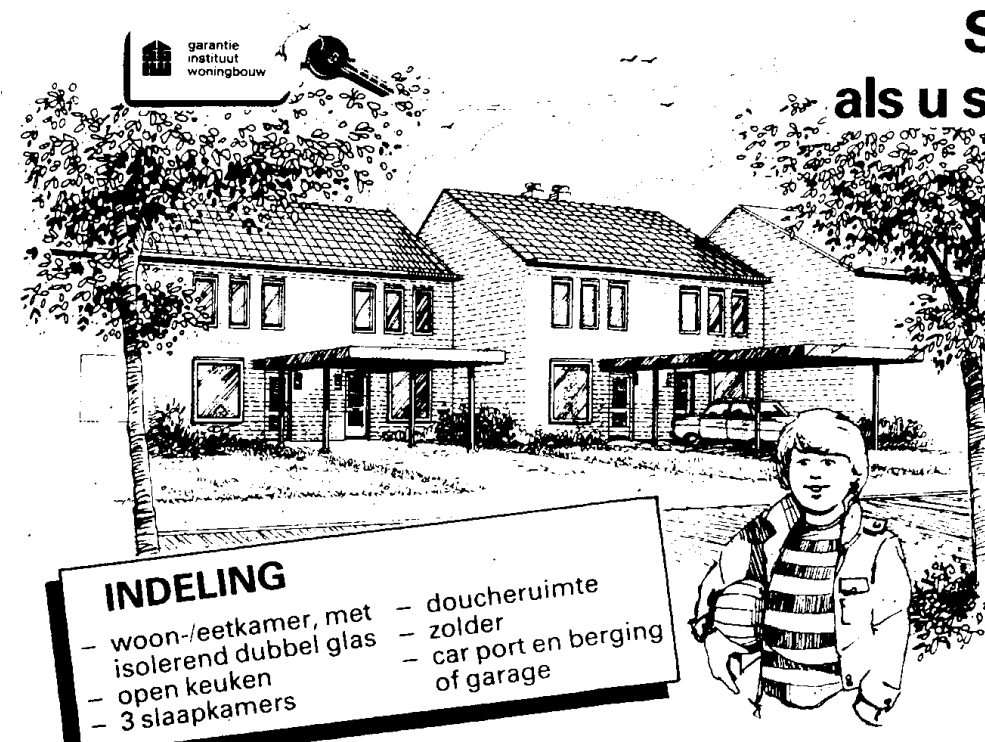 garantie
instituut
woningbouw
als u s
INDELING
– woon-/eetkamer, met
isolerend dubbel glas
– open keuken
– 3 slaapkamers
– doucheruimte
– zolder
– car port en berging
of garage